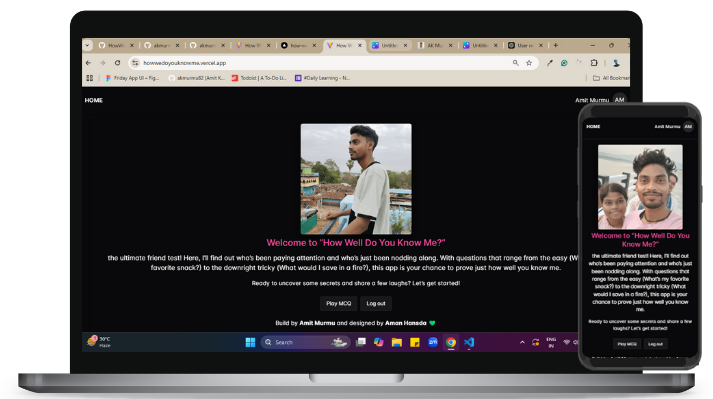 HowWe
akmurm
akmurm
How W
how-we
How W
Untitle
AK Mu
Untitle
User re
howwedoyouknowme.vercel.app
Friday App UI – Fig...
akmurmu82 (Amit K...
Todoist | A To-Do Li...
#Daily Learning – N...
All Bookmar
HOME
Amit Murmu AM
Welcome to "How Well Do You Know Me?"
the ultimate friend test! Here, I'll find out who's been paying attention and who's just been nodding along. With questions that range from the easy (W
favorite snack?) to the downright tricky (What would I save in a fire?), this app is your chance to prove just how well you know me.
Ready to uncover some secrets and share a few laughs? Let's get started!
Play MCQ
Log out
Build by Amit Murmu and designed by Aman Hansda
30°C
Haze
Search
ENG
IN
HOME
Amit Murmu AM
Welcome to "How Well Do You
Know Me?"
the ultimate friend test! Here, I'll find out
who's been paying attention and who's just
been nodding along. With questions that
range from the easy (What's my favorite
snack?) to the downright tricky (What
would I save in a fire?), this app is your
chance to prove just how well you know
me.
Ready to uncover some secrets and share a few
laughs? Let's get started!
Play MCQ
Log out